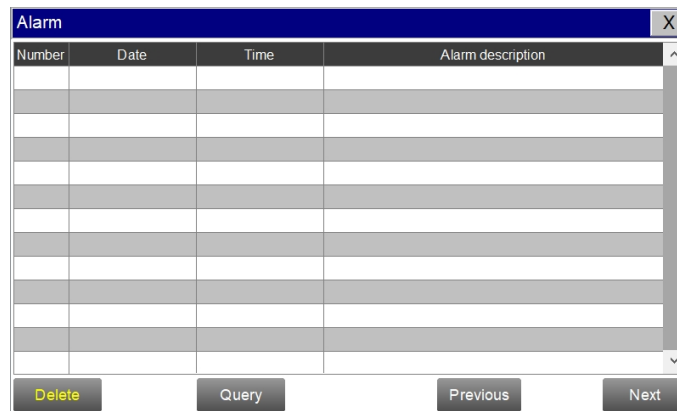 Alarm X
Number Date Time Alarm description
Delete Query Previous Next